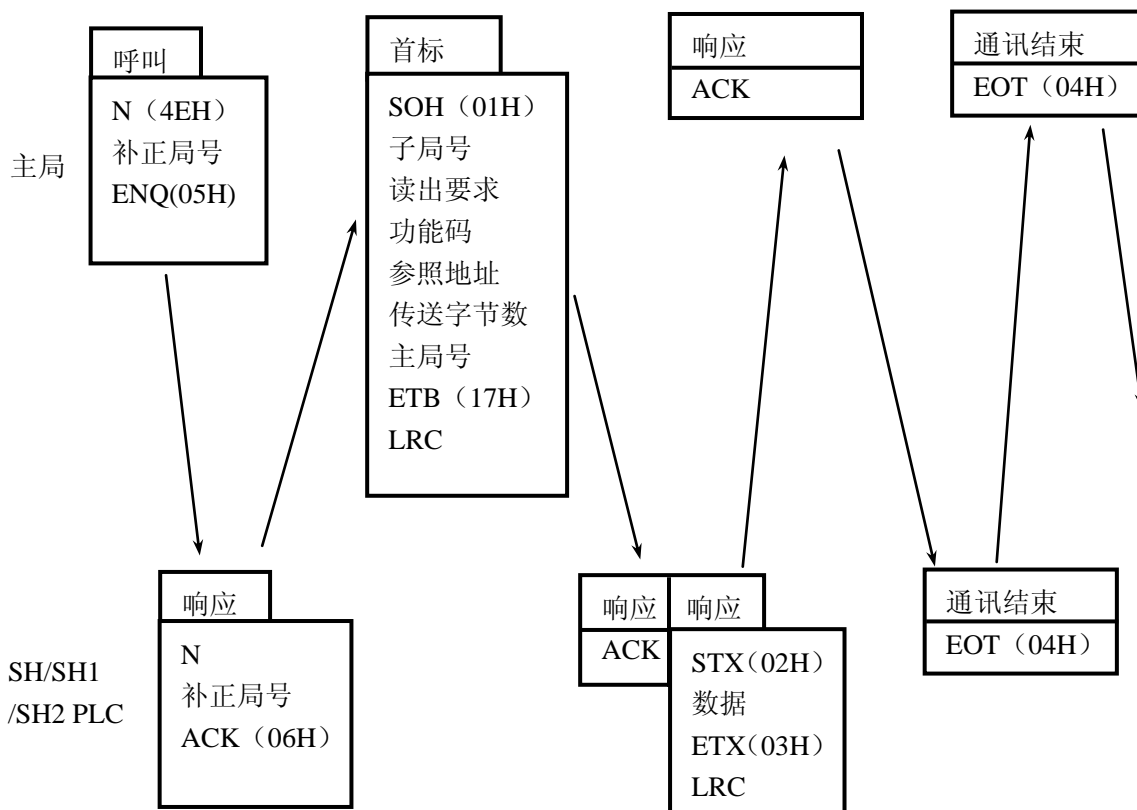 呼叫
N（4EH）
补正局号
ENQ(05H)
主局
首标
SOH（01H）
子局号
读出要求
功能码
参照地址
传送字节数
主局号
ETB（17H）
LRC
响应
ACK
通讯结束
EOT（04H）
SH/SH1
/SH2 PLC
响应
N
补正局号
ACK（06H）
响应
ACK
响应
STX（02H）
数据
ETX（03H）
LRC
通讯结束
EOT（04H）